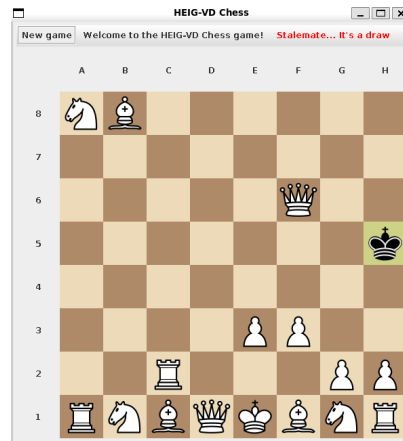 HEIG-VD Chess
New game Welcome to the HEIG-VD Chess game! Stalemate... It's a draw
A B C D E F G H
8
7
6
5
4
3
2
1